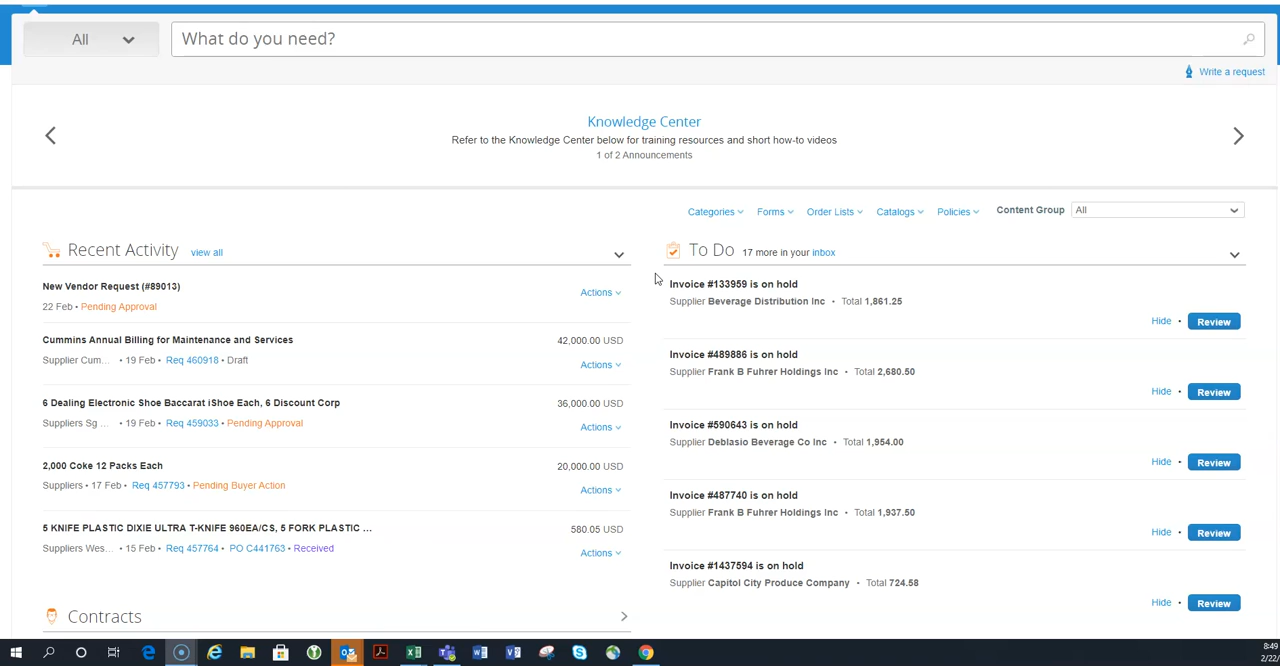 All
What do you need?
Write a request
Knowledge Center
Refer to the Knowledge Center below for training resources and short how-to videos
1 of 2 Announcements
Categories Forms Order Lists Catalogs Policies Content Group All
Recent Activity view all
New Vendor Request (#89013)
22 Feb • Pending Approval
Actions
Cummins Annual Billing for Maintenance and Services 42,000.00 USD
Supplier Cum... • 19 Feb • Req 460918 • Draft
Actions
6 Dealing Electronic Shoe Baccarat iShoe Each, 6 Discount Corp 36,000.00 USD
Suppliers Sg ... • 19 Feb • Req 459033 • Pending Approval
Actions
2,000 Coke 12 Packs Each 20,000.00 USD
Suppliers • 17 Feb • Req 457793 • Pending Buyer Action
Actions
5 KNIFE PLASTIC DIXIE ULTRA T-KNIFE 960EA/CS, 5 FORK PLASTIC ... 580.05 USD
Suppliers Wes... • 15 Feb • Req 457764 • PO C441763 • Received
Actions
Contracts
To Do 17 more in your inbox
Invoice #133959 is on hold
Supplier Beverage Distribution Inc • Total 1,861.25
Hide • Review
Invoice #489886 is on hold
Supplier Frank B Fuhrer Holdings Inc • Total 2,680.50
Hide • Review
Invoice #590643 is on hold
Supplier Deblasio Beverage Co Inc • Total 1,954.00
Hide • Review
Invoice #487740 is on hold
Supplier Frank B Fuhrer Holdings Inc • Total 1,937.50
Hide • Review
Invoice #1437594 is on hold
Supplier Capitol City Produce Company • Total 724.58
Hide • Review
8:49
2/22/